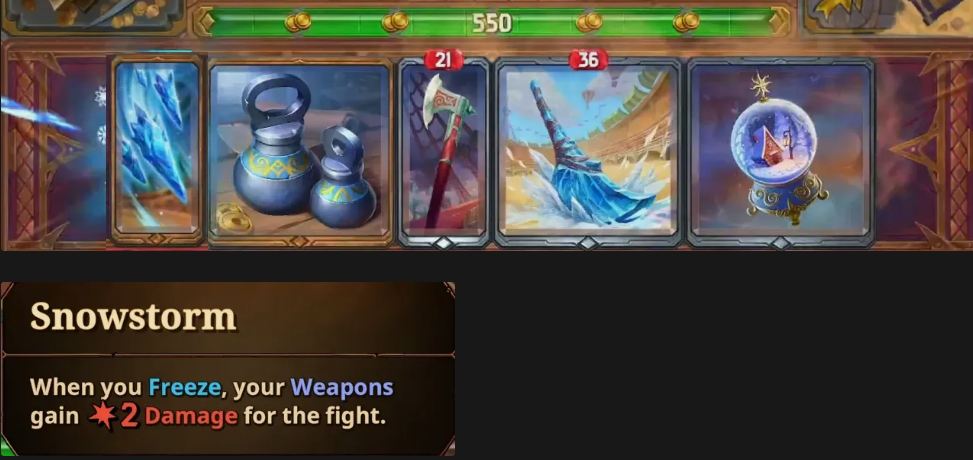 550
21
36
Snowstorm
When you Freeze, your Weapons
gain 2 Damage for the fight.